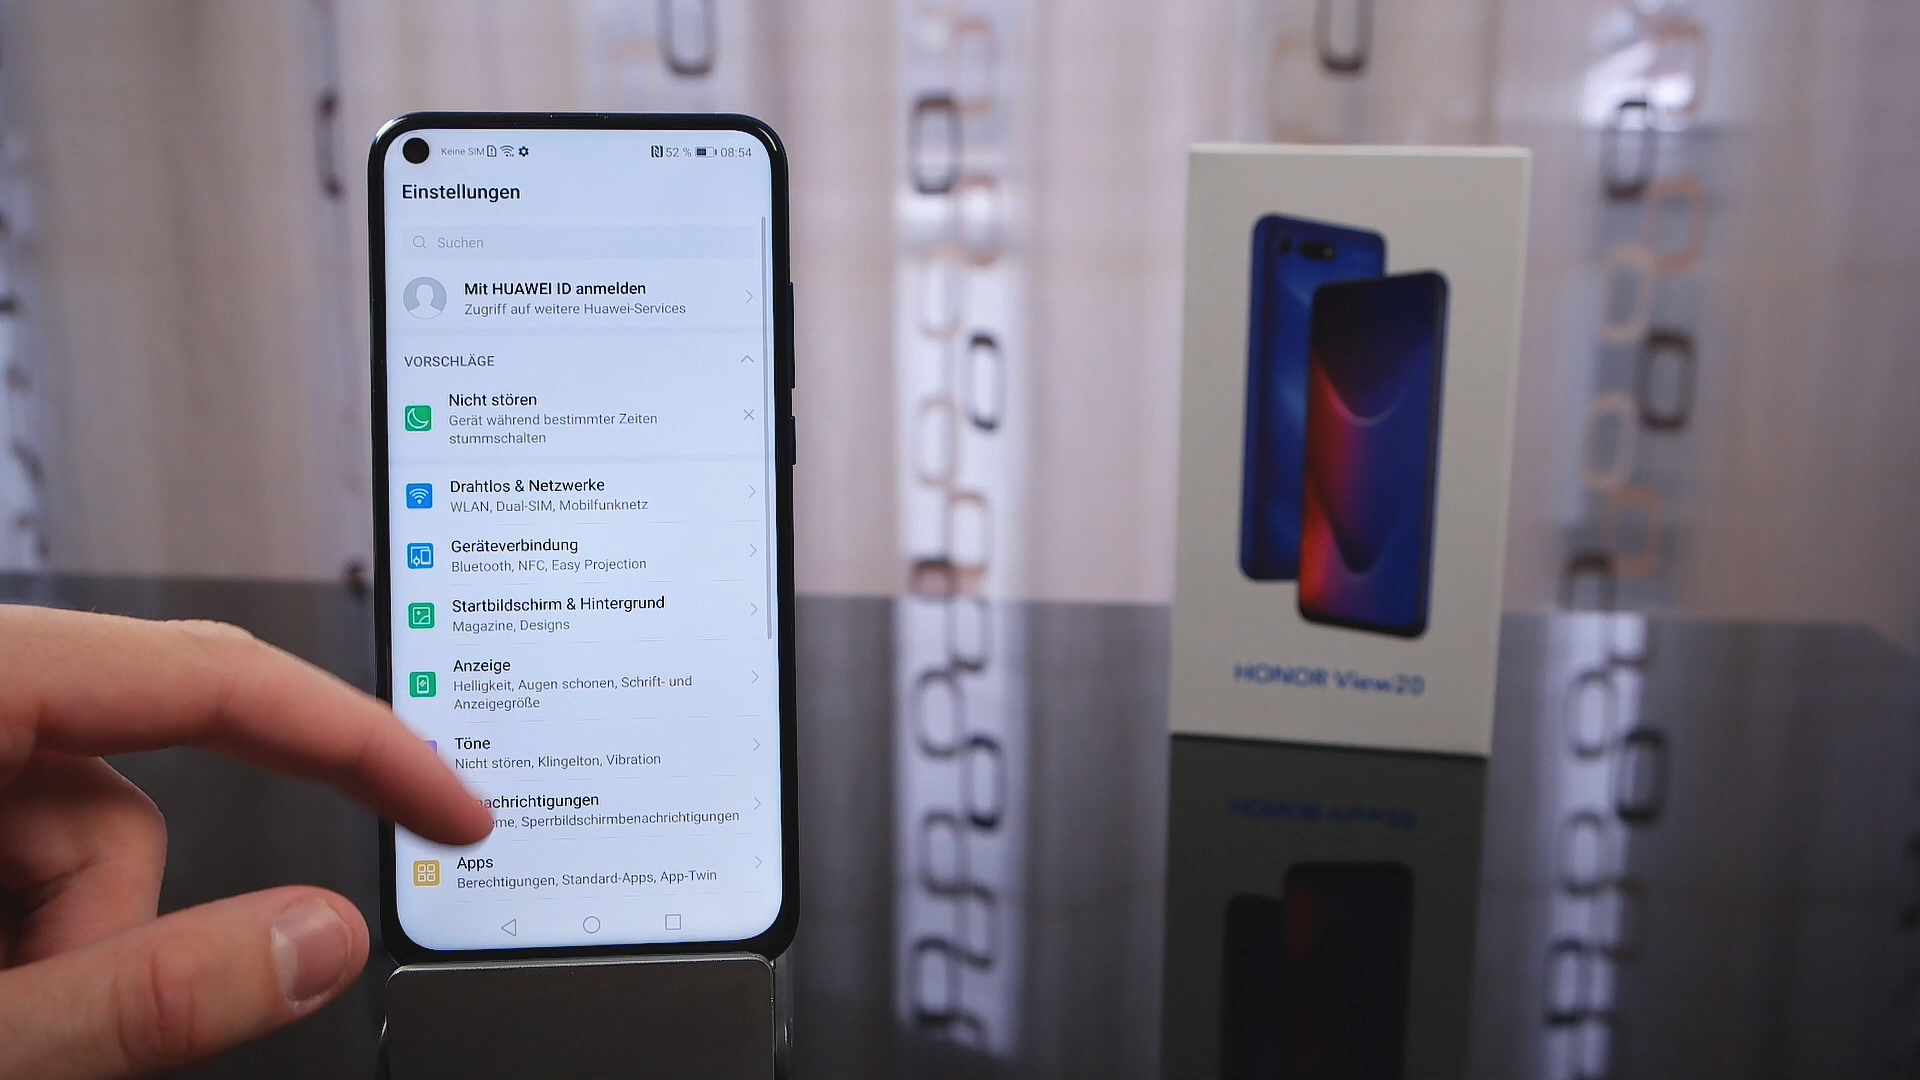 Keine SIM 52 % 08:54
Einstellungen
Suchen
Mit HUAWEI ID anmelden
Zugriff auf weitere Huawei-Services
VORSCHLÄGE
Nicht stören
Gerät während bestimmter Zeiten
stummschalten
Drahtlos & Netzwerke
WLAN, Dual-SIM, Mobilfunknetz
Geräteverbindung
Bluetooth, NFC, Easy Projection
Startbildschirm & Hintergrund
Magazine, Designs
Anzeige
Helligkeit, Augen schonen, Schrift- und
Anzeigegröße
Töne
Nicht stören, Klingelton, Vibration
nachrichtigungen
eme, Sperrbildschirmbenachrichtigungen
Apps
Berechtigungen, Standard-Apps, App-Twin
HONOR View20